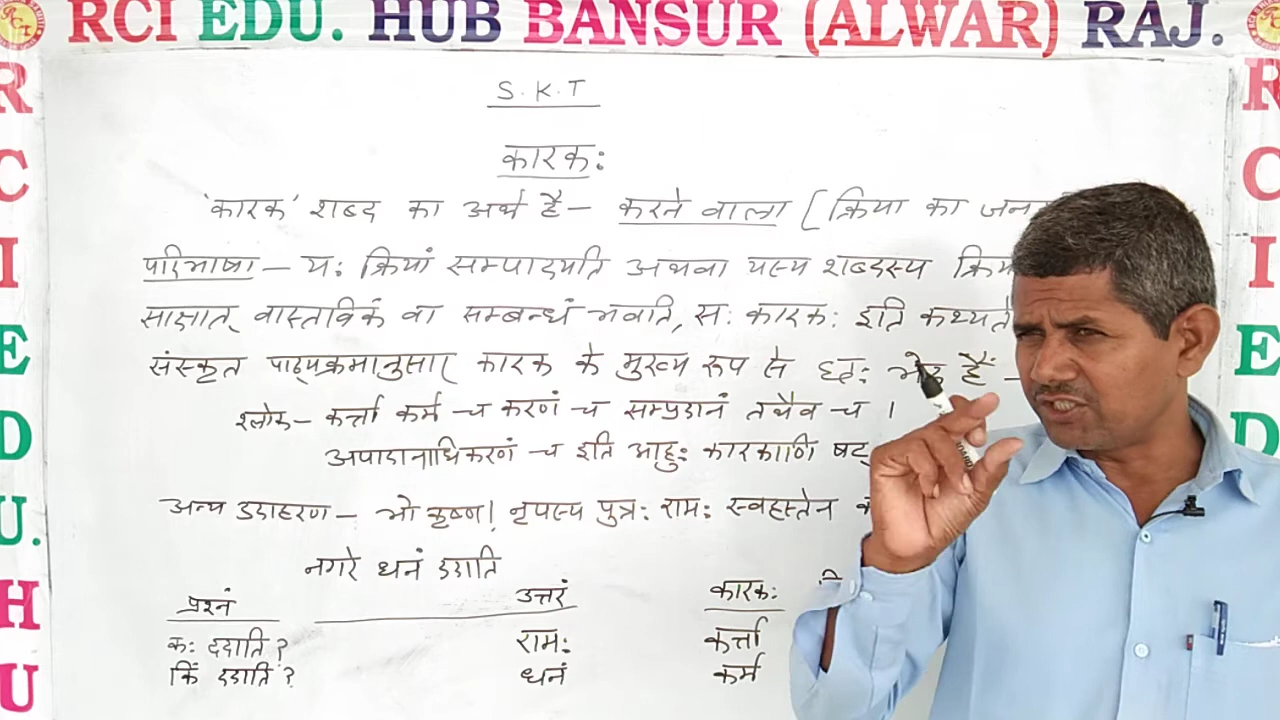 RCI EDU. HUB BANSUR (ALWAR) RAJ.
S.K.T
कारक:
'कारक' शब्द का अर्थ है - करने वाला [क्रिया का
परिभाषा - य: क्रियां सम्पादयति अथवा यस्य शब्दस्य
साक्षात् वास्तविकं वा सम्बन्धं भवति, स: कारक: इति कथ्यते
संस्कृत पाठ्यक्रमानुसार कारक के मुख्य रूप से छ: भेद हैं -
श्लोक - कर्त्ता कर्म च करणं च सम्प्रदानं तथैव च ।
अपादानाधिकरणं च इति आहु: कारकाणि षट्
अन्य उदाहरण - भो कृष्ण! नृपस्य पुत्र: राम: स्वहस्तेन
नगरे धनं ददाति
प्रश्नं उत्तरं कारक:
क: ददाति? राम: कर्त्ता
किं ददाति? धनं कर्म
R
C
I
E
D
U.
H
U
R
C
I
E
D